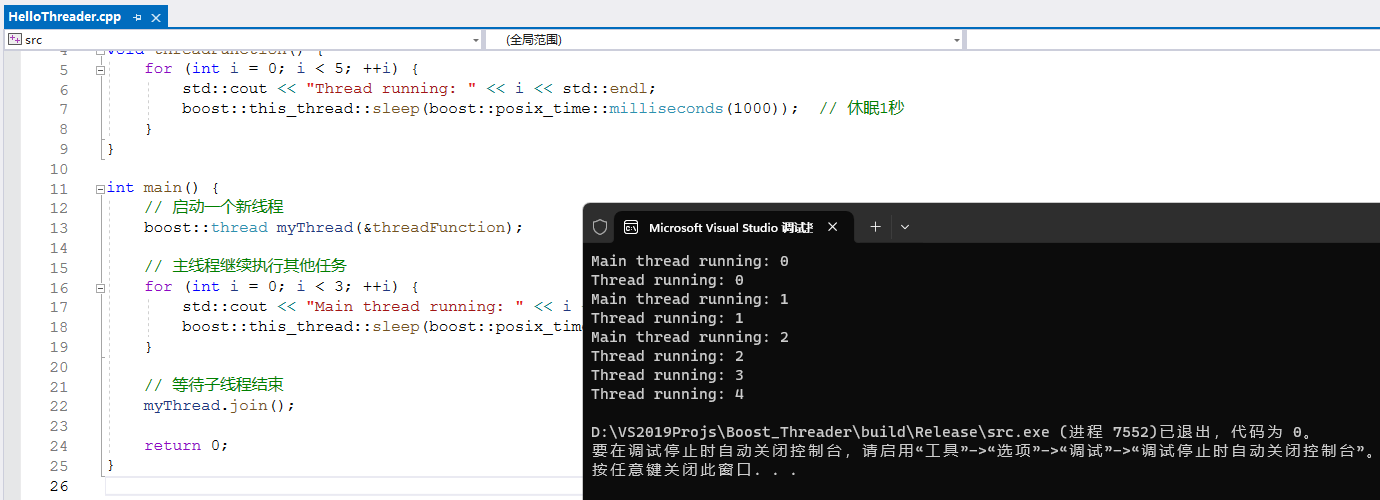 HelloThreader.cpp
src
(全局范围)
4 void threadFunction() {
5 for (int i = 0; i < 5; ++i) {
6 std::cout << "Thread running: " << i << std::endl;
7 boost::this_thread::sleep(boost::posix_time::milliseconds(1000)); // 休眠1秒
8 }
9 }
10
11 int main() {
12 // 启动一个新线程
13 boost::thread myThread(&threadFunction);
14
15 // 主线程继续执行其他任务
16 for (int i = 0; i < 3; ++i) {
17 std::cout << "Main thread running: " << i
18 boost::this_thread::sleep(boost::posix_time
19 }
20
21 // 等待子线程结束
22 myThread.join();
23
24 return 0;
25 }
26
Microsoft Visual Studio 调试
Main thread running: 0
Thread running: 0
Main thread running: 1
Thread running: 1
Main thread running: 2
Thread running: 2
Thread running: 3
Thread running: 4
D:\VS2019Projs\Boost_Threader\build\Release\src.exe (进程 7552)已退出，代码为 0。
要在调试停止时自动关闭控制台，请启用“工具”->“选项”->“调试”->“调试停止时自动关闭控制台”。
按任意键关闭此窗口. . .